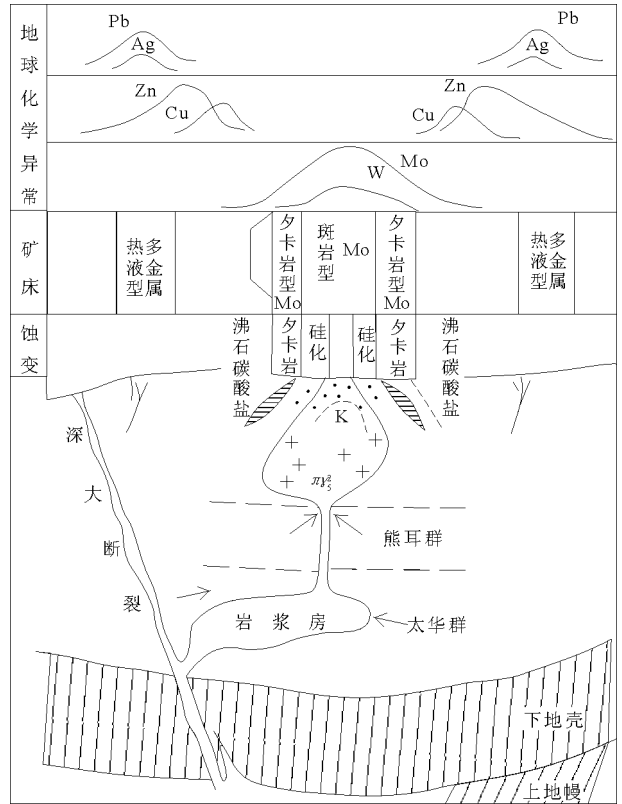 地球化学异常
Pb
Ag
Pb
Ag
Zn
Cu
Zn
Cu
Mo
W
矿床
热液型
多金属
夕卡岩型
Mo
斑岩型
Mo
夕卡岩型
Mo
热液型
多金属
蚀变
沸石碳酸盐
夕卡岩
硅化
硅化
夕卡岩
沸石碳酸盐
K
πγ₅²
深大断裂
熊耳群
岩浆房
太华群
下地壳
上地幔